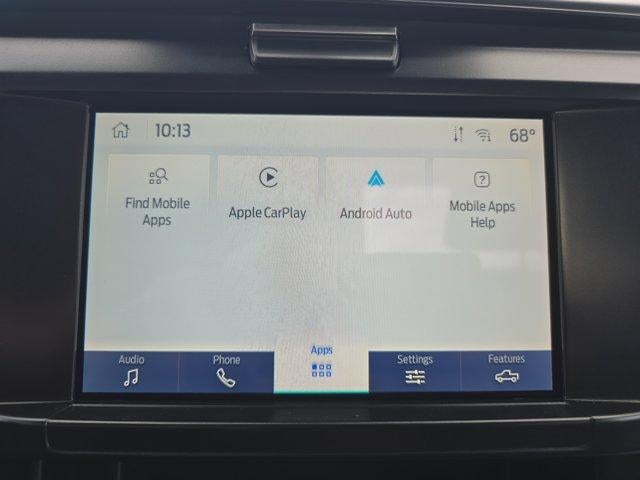 10:13 68°
Find Mobile
Apps
Apple CarPlay
Android Auto
Mobile Apps
Help
Audio
Phone
Apps
Settings
Features